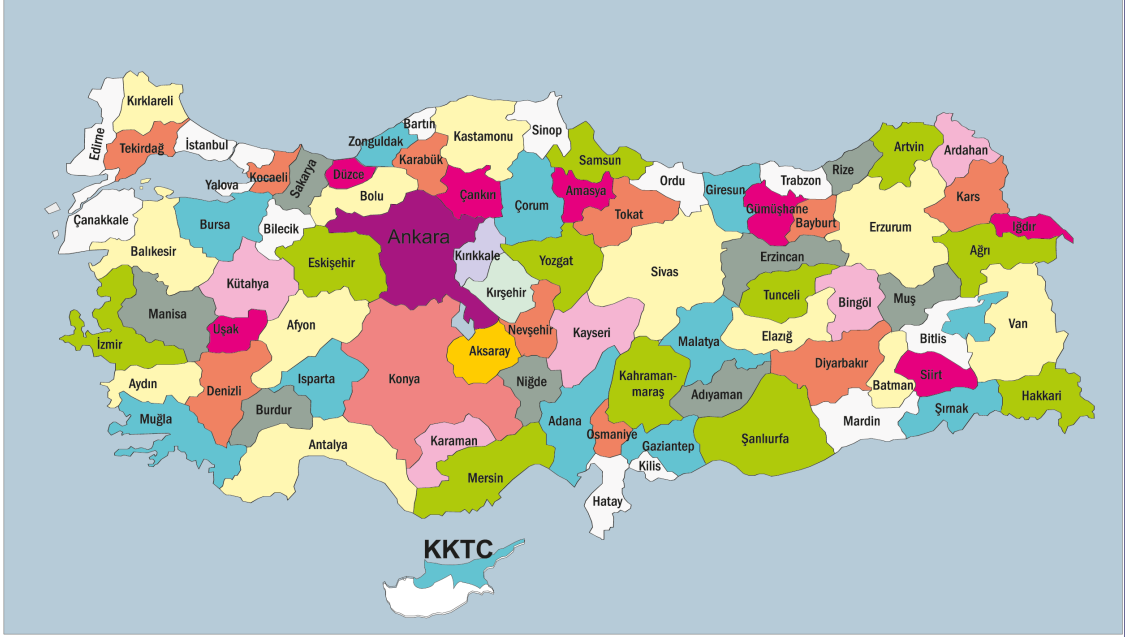 Kırklareli
Edirne
Tekirdağ
İstanbul
Yalova
Kocaeli
Sakarya
Düzce
Zonguldak
Bartın
Karabük
Kastamonu
Sinop
Samsun
Bolu
Çankırı
Çorum
Amasya
Tokat
Ordu
Giresun
Gümüşhane
Trabzon
Bayburt
Rize
Artvin
Ardahan
Kars
Iğdır
Çanakkale
Balıkesir
Bursa
Bilecik
Eskişehir
Ankara
Kırıkkale
Kırşehir
Yozgat
Sivas
Erzincan
Erzurum
Ağrı
Kütahya
Manisa
Uşak
Afyon
İzmir
Aydın
Denizli
Isparta
Burdur
Muğla
Antalya
Konya
Aksaray
Nevşehir
Niğde
Kayseri
Karaman
Mersin
Adana
Kahraman-
maraş
Osmaniye
Gaziantep
Kilis
Hatay
Malatya
Adıyaman
Şanlıurfa
Tunceli
Elazığ
Bingöl
Muş
Bitlis
Van
Diyarbakır
Batman
Siirt
Mardin
Şırnak
Hakkari
KKTC